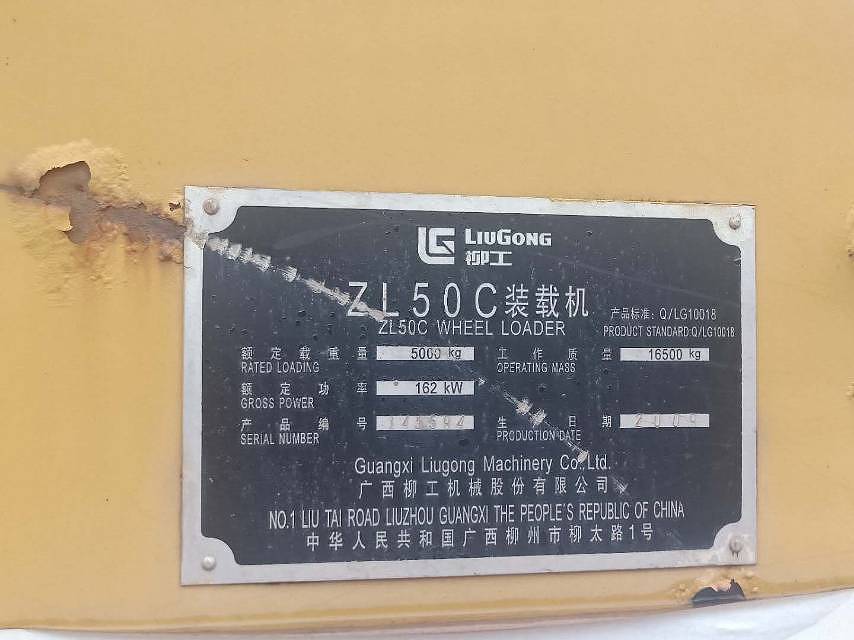 LG LIUGONG
柳工
ZL50C装载机
产品标准: Q/LG10018
ZL50C WHEEL LOADER
PRODUCT STANDARD:Q/LG10018
额定载重量 5000 kg 工作质量 16500 kg
RATED LOADING OPERATING MASS
额定功率 162 kW
GROSS POWER
产品编号 生产日期 2009
SERIAL NUMBER PRODUCTION DATE
Guangxi Liugong Machinery Co.,Ltd.
广西柳工机械股份有限公司
NO.1 LIU TAI ROAD LIUZHOU GUANGXI THE PEOPLE'S REPUBLIC OF CHINA
中华人民共和国广西柳州市柳太路1号